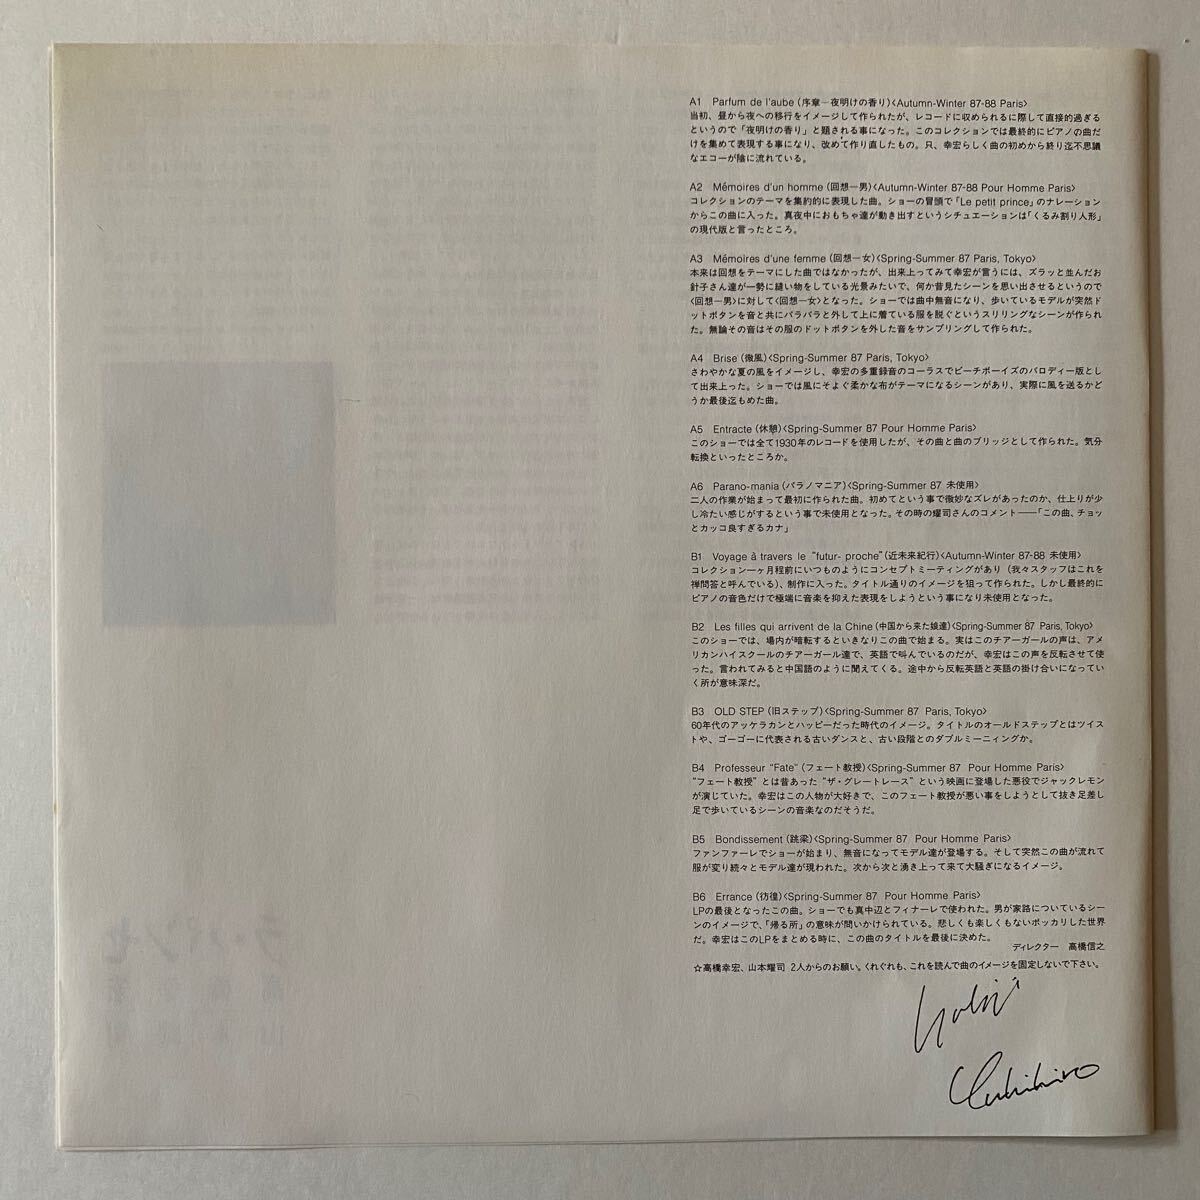 A1 Parfum de l'aube (序章―夜明けの香り)〈Autumn-Winter 87-88 Paris〉
当初、昼から夜への移行をイメージして作られたが、レコードに収められるに際して直接的過ぎる
というので「夜明けの香り」と題される事になった。このコレクションでは最終的にピアノの曲だ
けを集めて表現する事になり、改めて作り直したもの。只、幸宏らしく曲の初めから終り迄不思議
なエコーが陰に流れている。
A2 Mémoires d'un homme (回想―男)〈Autumn-Winter 87-88 Pour Homme Paris〉
コレクションのテーマを集約的に表現した曲。ショーの冒頭で「Le petit prince」のナレーション
からこの曲に入った。真夜中におもちゃ達が動き出すというシチュエーションは「くるみ割り人形」
の現代版と言ったところ。
A3 Mémoires d'une femme (回想―女)〈Spring-Summer 87 Paris, Tokyo〉
本来は回想をテーマにした曲ではなかったが、出来上ってみて幸宏が言うには、ズラッと並んだお
針子さん達が一勢に縫い物をしている光景みたいで、何か昔見たシーンを思い出させるというので
〈回想―男〉に対して〈回想―女〉となった。ショーでは曲中無音になり、歩いているモデルが突然ド
ットボタンを音と共にバラバラと外して上に着ている服を脱ぐというスリリングなシーンが作られ
た。無論その音はその服のドットボタンを外した音をサンプリングして作られた。
A4 Brise (微風)〈Spring-Summer 87 Paris, Tokyo〉
さわやかな夏の風をイメージし、幸宏の多重録音のコーラスでビーチボーイズのパロディー版とし
て出来上った。ショーでは風にそよぐ柔かな布がテーマになるシーンがあり、実際に風を送るかど
うか最後迄もめた曲。
A5 Entracte (休憩)〈Spring-Summer 87 Pour Homme Paris〉
このショーでは全て1930年のレコードを使用したが、その曲と曲のブリッジとして作られた。気分
転換といったところか。
A6 Parano-mania (パラノマニア)〈Spring-Summer 87 未使用〉
二人の作業が始まって最初に作られた曲。初めてという事で微妙なズレがあったのか、仕上りが少
し冷たい感じがするという事で未使用となった。その時の耀司さんのコメント――「この曲、チョッ
とカッコ良すぎるカナ」
B1 Voyage à travers le "futur- proche" (近未来紀行)〈Autumn-Winter 87-88 未使用〉
コレクション一ヶ月程前にいつものようにコンセプトミーティングがあり (我々スタッフはこれを
禅問答と呼んでいる)、制作に入った。タイトル通りのイメージを狙って作られた。しかし最終的に
ピアノの音色だけで極端に音楽を抑えた表現をしようという事になり未使用となった。
B2 Les filles qui arrivent de la Chine (中国から来た娘達)〈Spring-Summer 87 Paris, Tokyo〉
このショーでは、場内が暗転するといきなりこの曲で始まる。実はこのチアーガールの声は、アメ
リカンハイスクールのチアーガール達で、英語で叫んでいるのだが、幸宏はこの声を反転させて使
った。言われてみると中国語のように聞えてくる。途中から反転英語と英語の掛け合いになってい
く所が意味深だ。
B3 OLD STEP (旧ステップ)〈Spring-Summer 87 Paris, Tokyo〉
60年代のアッケラカンとハッピーだった時代のイメージ。タイトルのオールドステップとはツイス
トや、ゴーゴーに代表される古いダンスと、古い段階とのダブルミーニィングか。
B4 Professeur "Fate" (フェート教授)〈Spring-Summer 87 Pour Homme Paris〉
"フェート教授" とは昔あった "ザ・グレートレース" という映画に登場した悪役でジャックレモン
が演じていた。幸宏はこの人物が大好きで、このフェート教授が悪い事をしようとして抜き足差し
足で歩いているシーンの音楽なのだそうだ。
B5 Bondissement (跳梁)〈Spring-Summer 87 Pour Homme Paris〉
ファンファーレでショーが始まり、無音になってモデル達が登場する。そして突然この曲が流れて
服が変り続々とモデル達が現われた。次から次と湧き上って来て大騒ぎになるイメージ。
B6 Errance (彷徨)〈Spring-Summer 87 Pour Homme Paris〉
LPの最後となったこの曲。ショーでも真中辺とフィナーレで使われた。男が家路についているシー
ンのイメージで、「帰る所」の意味が問いかけられている。悲しくも楽しくもないポッカリした世界
だ。幸宏はこのLPをまとめる時に、この曲のタイトルを最後に決めた。
ディレクター 高橋信之
☆高橋幸宏、山本耀司 2人からのお願い。くれぐれも、これを読んで曲のイメージを固定しないで下さい。
Yohji
Yukihiro